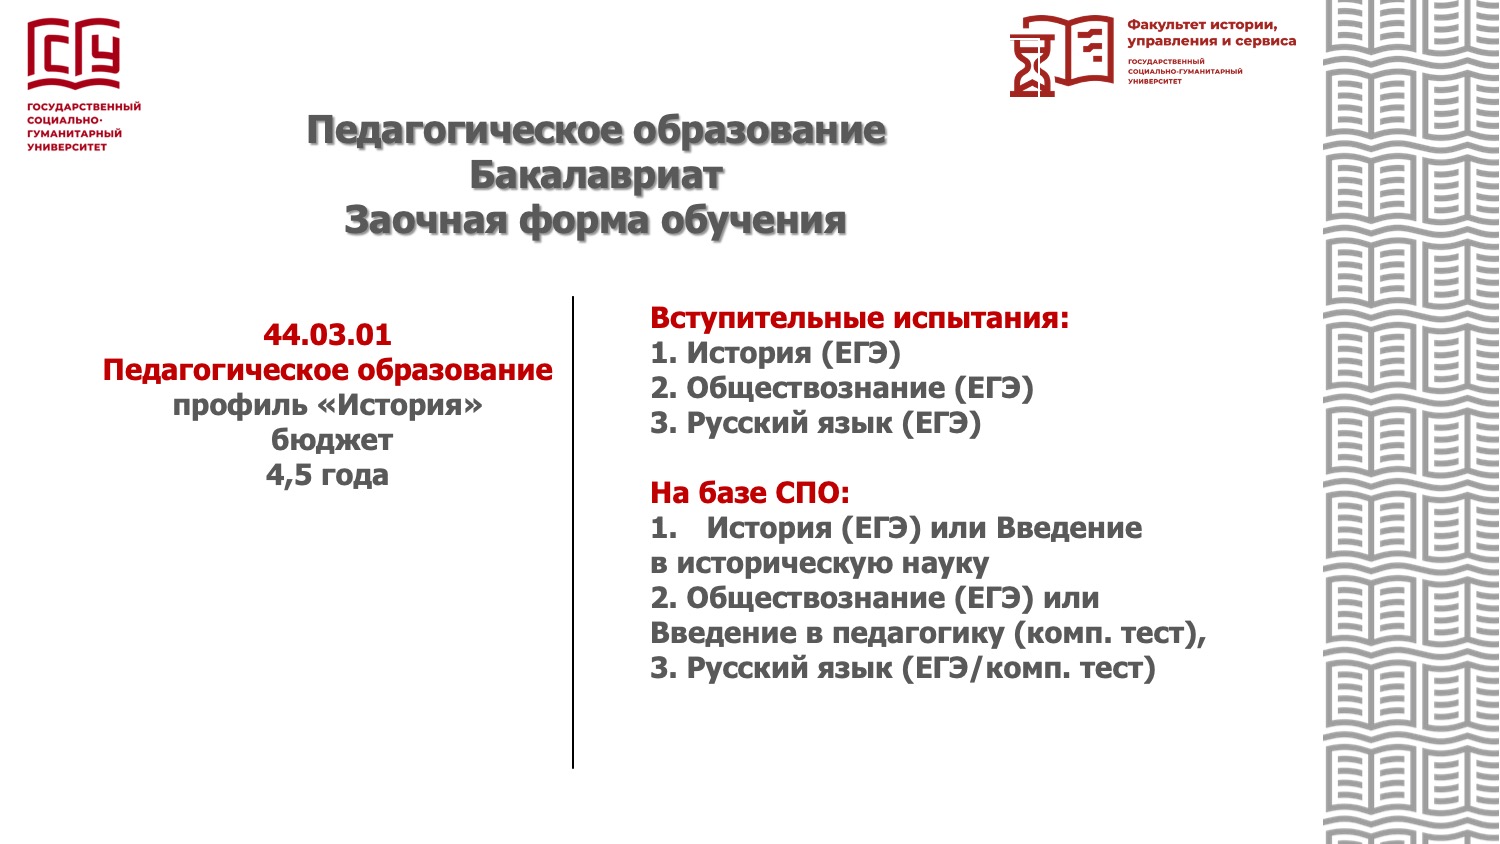 ГСГУ
ГОСУДАРСТВЕННЫЙ
СОЦИАЛЬНО-
ГУМАНИТАРНЫЙ
УНИВЕРСИТЕТ
Факультет истории,
управления и сервиса
ГОСУДАРСТВЕННЫЙ
СОЦИАЛЬНО-ГУМАНИТАРНЫЙ
УНИВЕРСИТЕТ
Педагогическое образование
Бакалавриат
Заочная форма обучения
44.03.01
Педагогическое образование
профиль «История»
бюджет
4,5 года
Вступительные испытания:
1. История (ЕГЭ)
2. Обществознание (ЕГЭ)
3. Русский язык (ЕГЭ)
На базе СПО:
1. История (ЕГЭ) или Введение
в историческую науку
2. Обществознание (ЕГЭ) или
Введение в педагогику (комп. тест),
3. Русский язык (ЕГЭ/комп. тест)